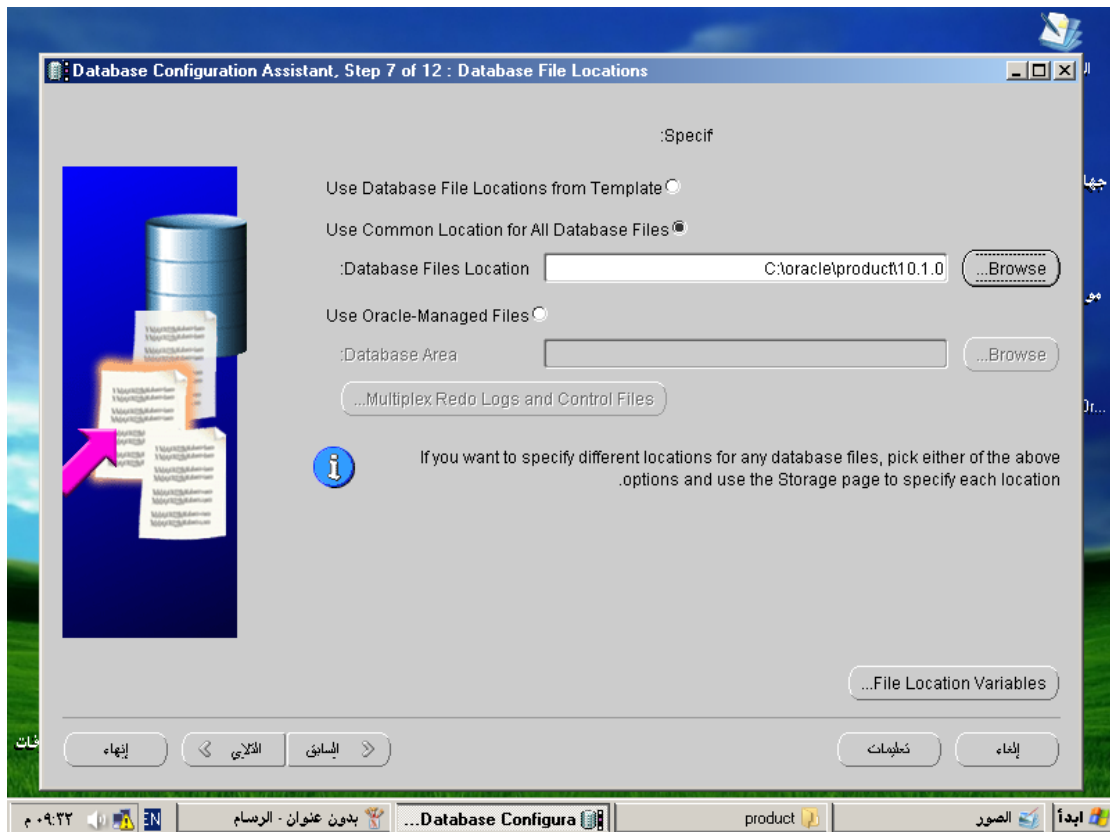 Database Configuration Assistant, Step 7 of 12 : Database File Locations
:Specif
Use Database File Locations from Template
Use Common Location for All Database Files
:Database Files Location
C:\oracle\product\10.1.0
...Browse
Use Oracle-Managed Files
:Database Area
...Browse
...Multiplex Redo Logs and Control Files
If you want to specify different locations for any database files, pick either of the above
.options and use the Storage page to specify each location
...File Location Variables
إلغاء
تعليمات
السابق
التالي
إنهاء
ابدأ
الصور
product
...Database Configura
بدون عنوان - الرسام
EN
٠٩:٣٢ م